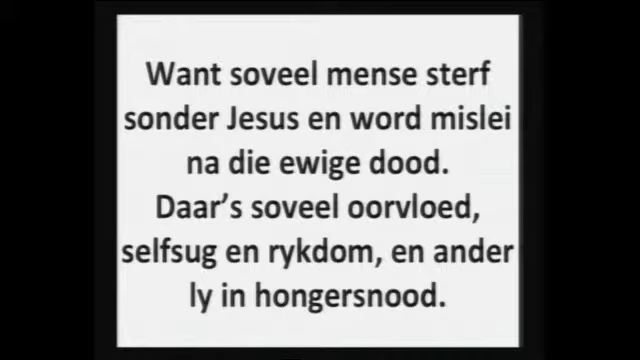 Want soveel mense sterf
sonder Jesus en word mislei
na die ewige dood.
Daar’s soveel oorvloed,
selfsug en rykdom, en ander
ly in hongersnood.